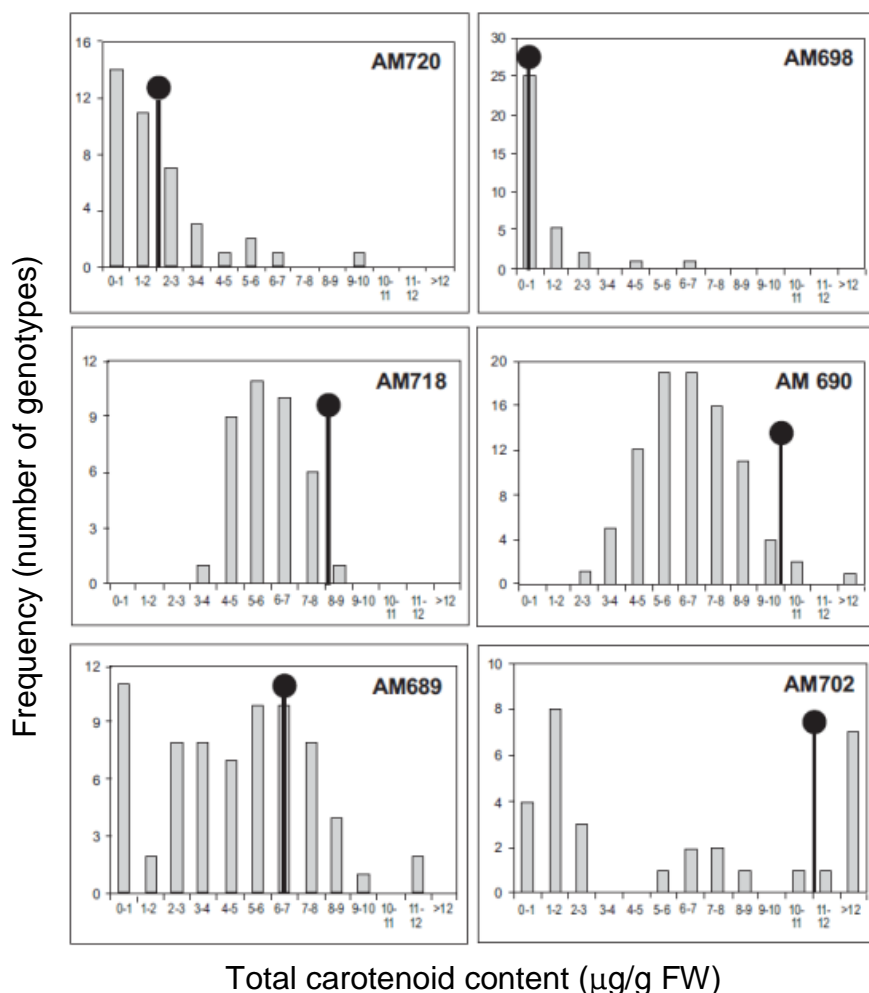 Frequency (number of genotypes)
AM720
16
12
8
4
0
0-1 1-2 2-3 3-4 4-5 5-6 6-7 7-8 8-9 9-10 10-11 11-12 >12
AM698
30
25
20
15
10
5
0
0-1 1-2 2-3 3-4 4-5 5-6 6-7 7-8 8-9 9-10 10-11 11-12 >12
AM718
12
9
6
3
0
0-1 1-2 2-3 3-4 4-5 5-6 6-7 7-8 8-9 9-10 10-11 11-12 >12
AM 690
20
16
12
8
4
0
0-1 1-2 2-3 3-4 4-5 5-6 6-7 7-8 8-9 9-10 10-11 11-12 >12
AM689
12
9
6
3
0
0-1 1-2 2-3 3-4 4-5 5-6 6-7 7-8 8-9 9-10 10-11 11-12 >12
AM702
10
8
6
4
2
0
0-1 1-2 2-3 3-4 4-5 5-6 6-7 7-8 8-9 9-10 10-11 11-12 >12
Total carotenoid content (µg/g FW)